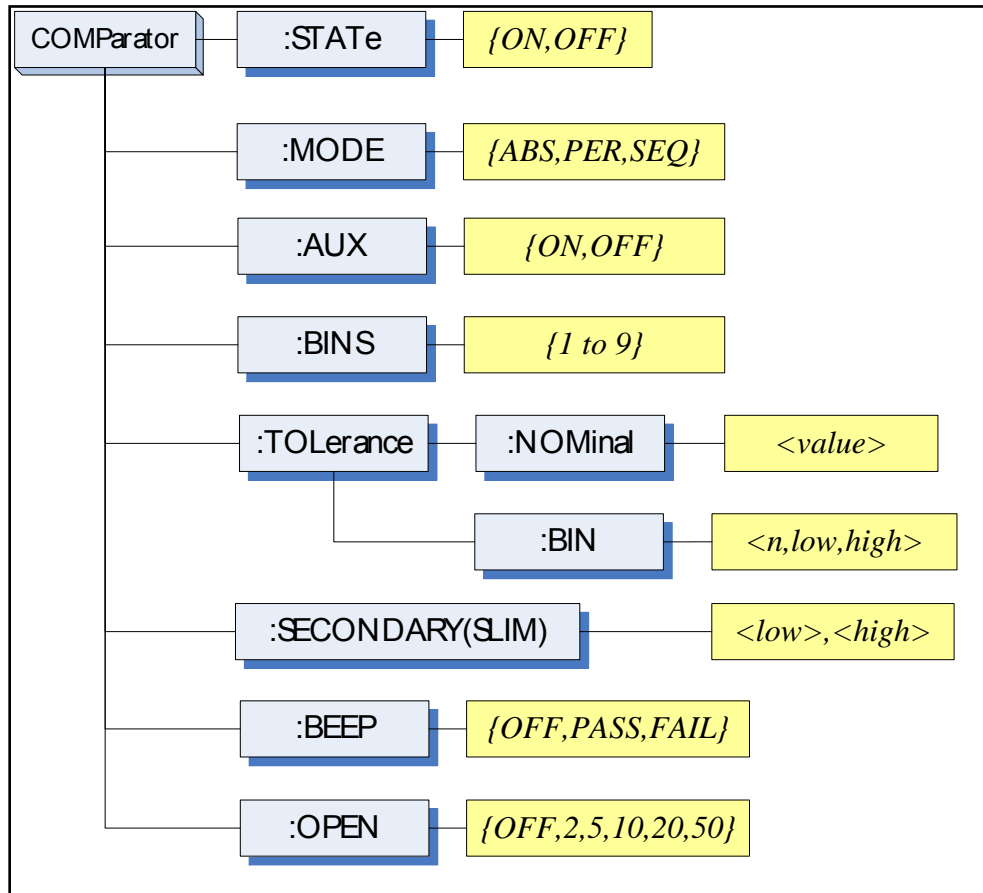 COMParator :STATe {ON,OFF}
:MODE {ABS,PER,SEQ}
:AUX {ON,OFF}
:BINS {1 to 9}
:TOLerance :NOMinal <value>
:BIN <n,low,high>
:SECONDARY(SLIM) <low>,<high>
:BEEP {OFF,PASS,FAIL}
:OPEN {OFF,2,5,10,20,50}